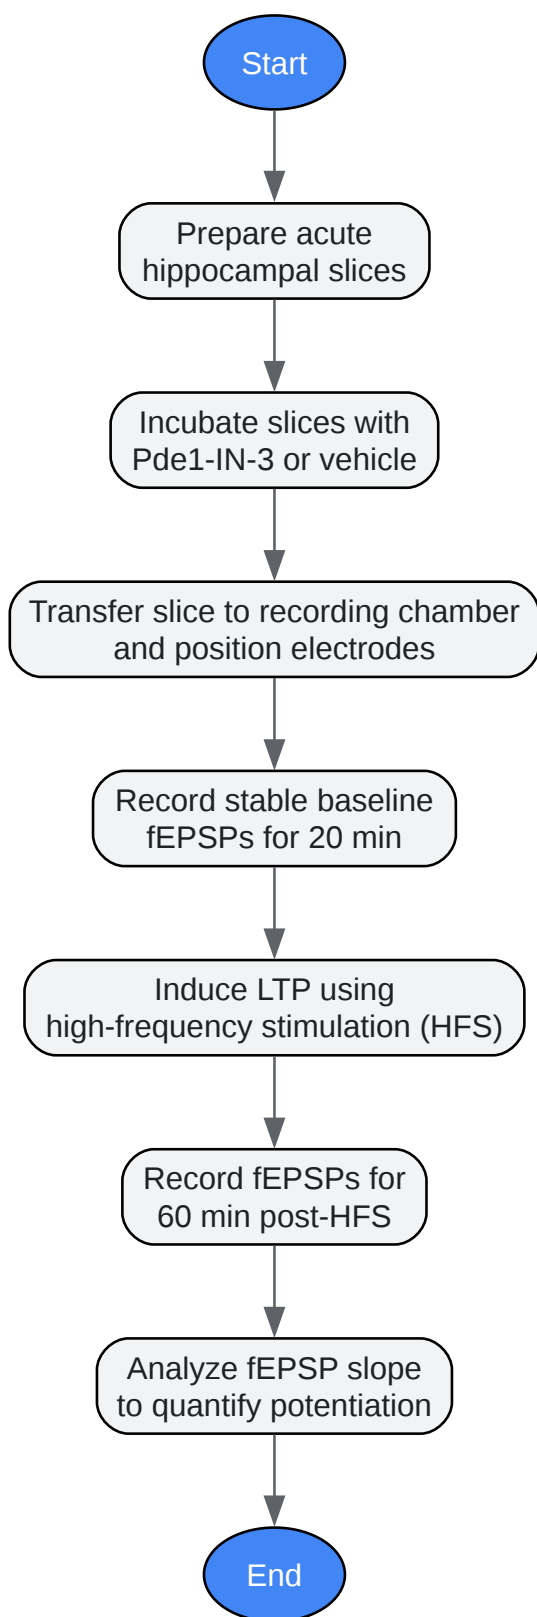 Start
Prepare acute
hippocampal slices
Incubate slices with
Pde1-IN-3 or vehicle
Transfer slice to recording chamber
and position electrodes
Record stable baseline
fEPSPs for 20 min
Induce LTP using
high-frequency stimulation (HFS)
Record fEPSPs for
60 min post-HFS
Analyze fEPSP slope
to quantify potentiation
End